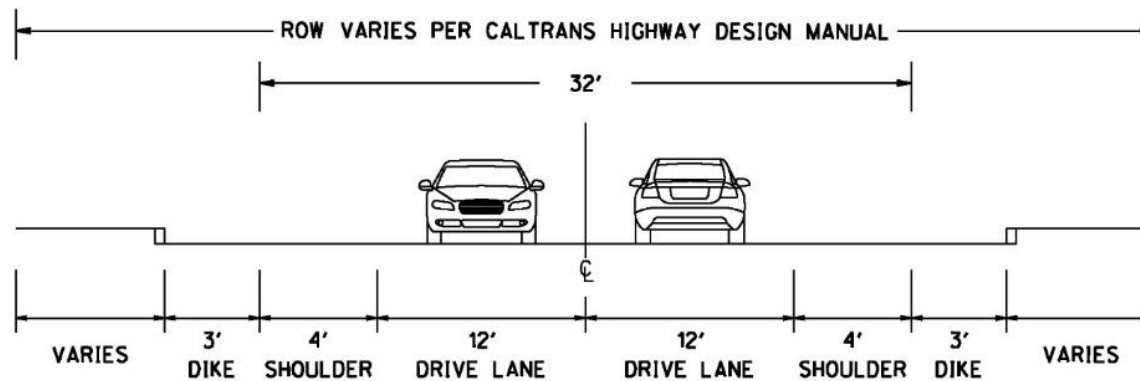 ROW VARIES PER CALTRANS HIGHWAY DESIGN MANUAL
32'
℄
VARIES
3'
DIKE
4'
SHOULDER
12'
DRIVE LANE
12'
DRIVE LANE
4'
SHOULDER
3'
DIKE
VARIES